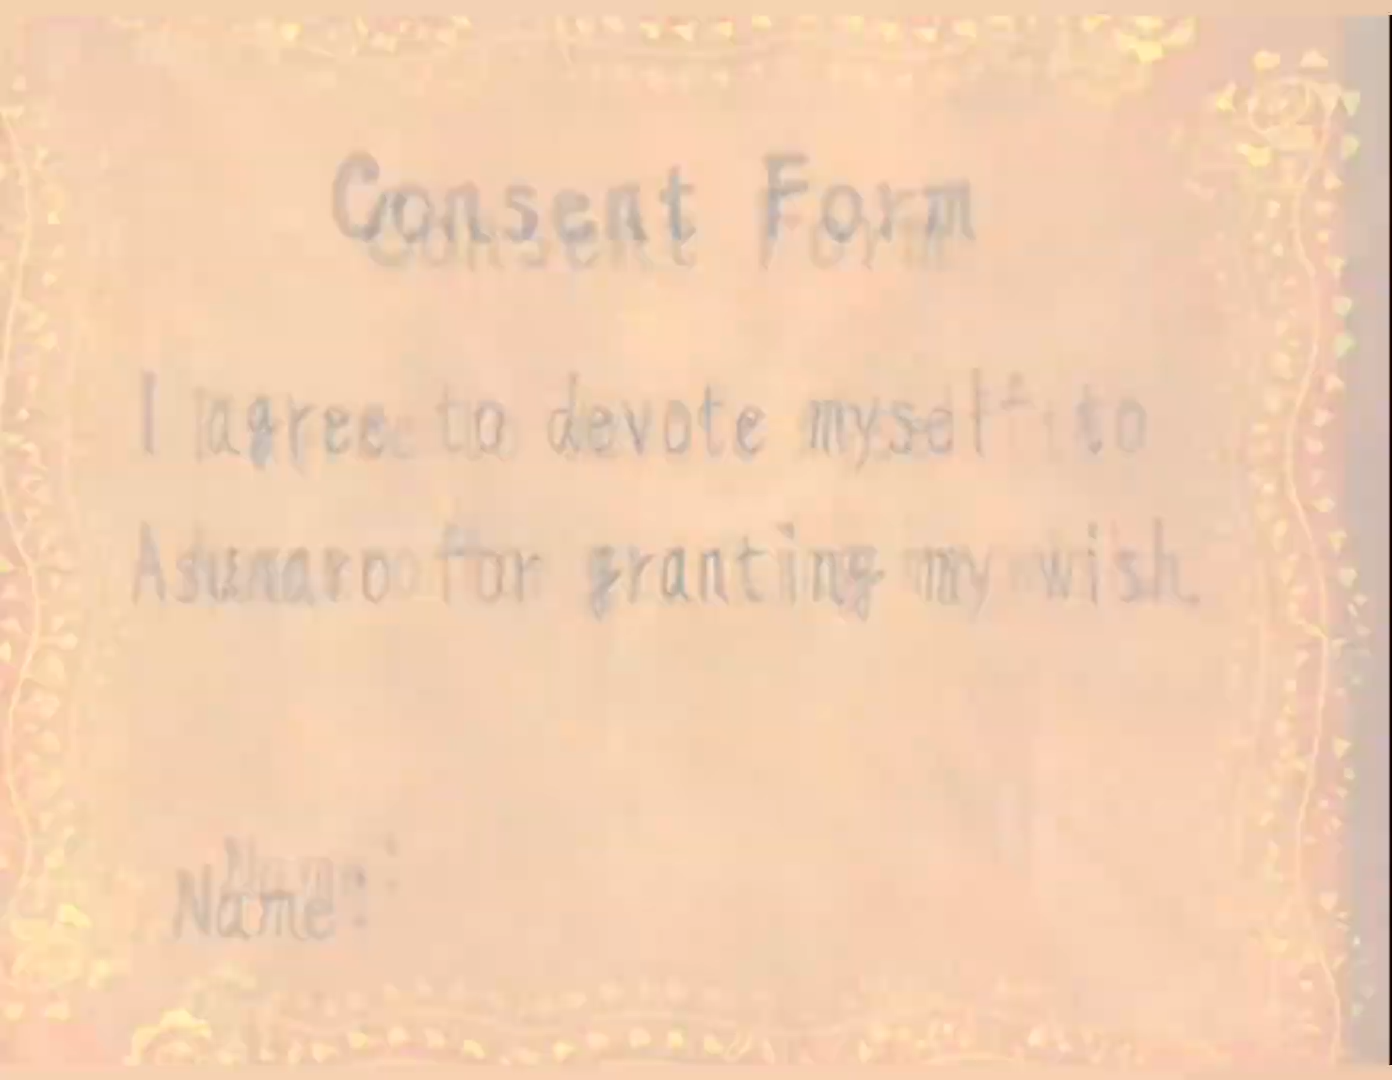 Consent Form
I agree to devote myself to
Asunaro for granting my wish.
Name: